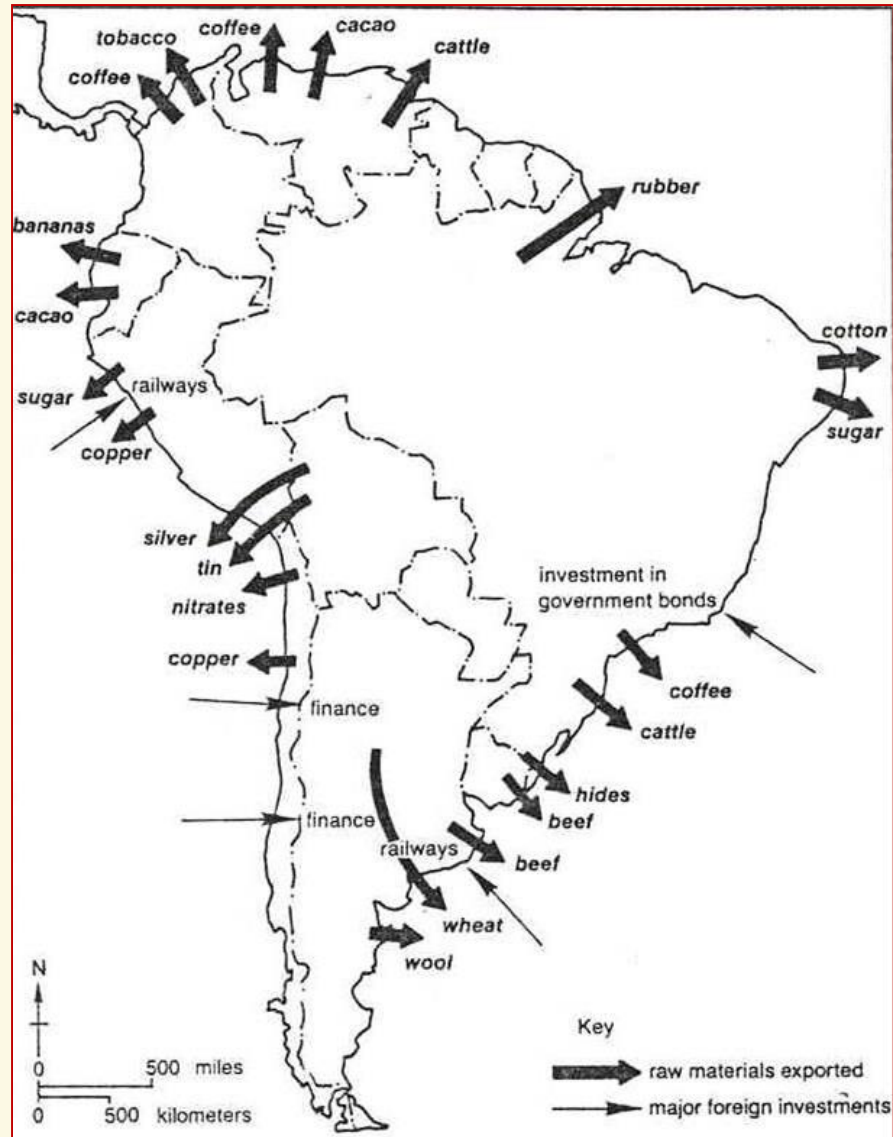 coffee
cacao
tobacco
cattle
coffee
rubber
bananas
cacao
cotton
sugar
railways
sugar
copper
silver
tin
nitrates
investment in
government bonds
copper
coffee
finance
cattle
hides
beef
finance
railways
beef
wheat
wool
N
Key
0 500 miles
raw materials exported
0 500 kilometers
major foreign investments